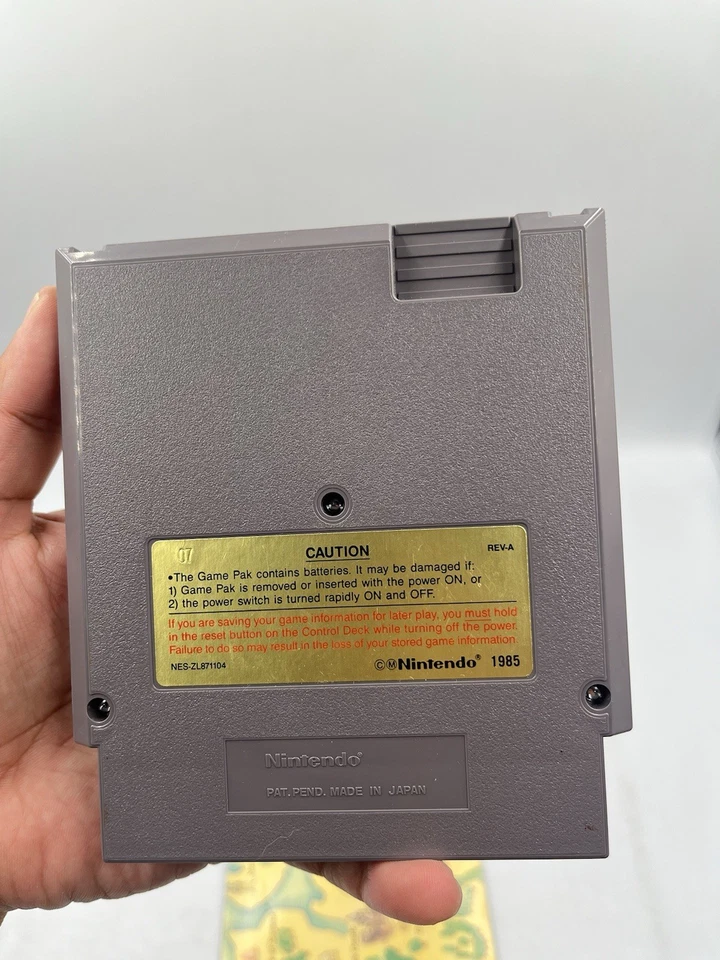 07
CAUTION
REV-A
•The Game Pak contains batteries. It may be damaged if:
1) Game Pak is removed or inserted with the power ON, or
2) the power switch is turned rapidly ON and OFF.
If you are saving your game information for later play, you must hold
in the reset button on the Control Deck while turning off the power.
Failure to do so may result in the loss of your stored game information.
NES-ZL871104
©ⓂNintendo® 1985
Nintendo®
PAT. PEND. MADE IN JAPAN